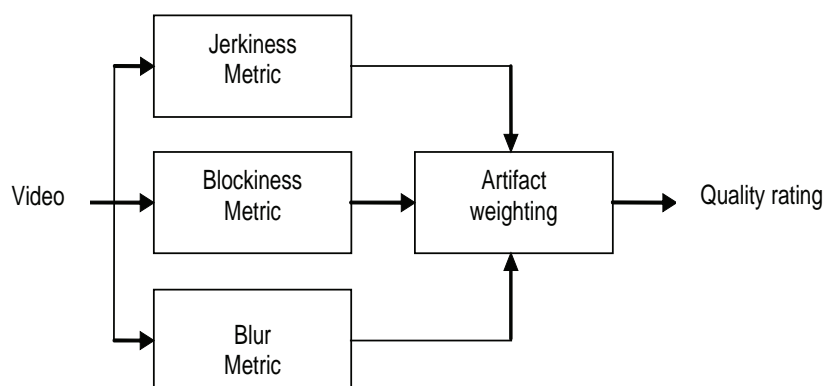 Jerkiness
Metric
Video
Blockiness
Metric
Artifact
weighting
Quality rating
Blur
Metric